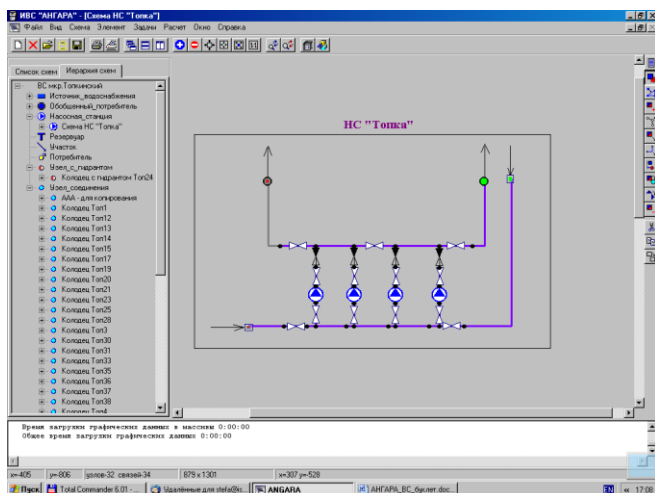 ИВС "АНГАРА" - [Схема НС "Топка"]
Файл Вид Схема Элемент Задачи Расчет Окно Справка
Список схем Иерархия схем
ВС мкр.Топкинский
Источник_водоснабжения
Обобщенный_потребитель
Насосная_станция
Схема НС "Топка"
Резервуар
Участок
Потребитель
Узел_с_гидрантом
Колодец с гидрантом Топ24
Узел_соединения
ААА - для копирования
Колодец Топ1
Колодец Топ12
Колодец Топ13
Колодец Топ14
Колодец Топ15
Колодец Топ17
Колодец Топ19
Колодец Топ20
Колодец Топ21
Колодец Топ23
Колодец Топ25
Колодец Топ28
Колодец Топ3
Колодец Топ30
Колодец Топ31
Колодец Топ33
Колодец Топ35
Колодец Топ36
Колодец Топ37
Колодец Топ38
Колодец Топ4
НС "Топка"
Время загрузки графических данных в массивы 0:00:00
Общее время загрузки графических данных 0:00:00
x=-405 y=-806 узлов-32 связей-34 879 x 1301 x=307 y=-528
Пуск Total Commander 6.01 - ... Удалённые для stefa@is... ANGARA АНГАРА_ВС_буклет.doc... EN « 17:08